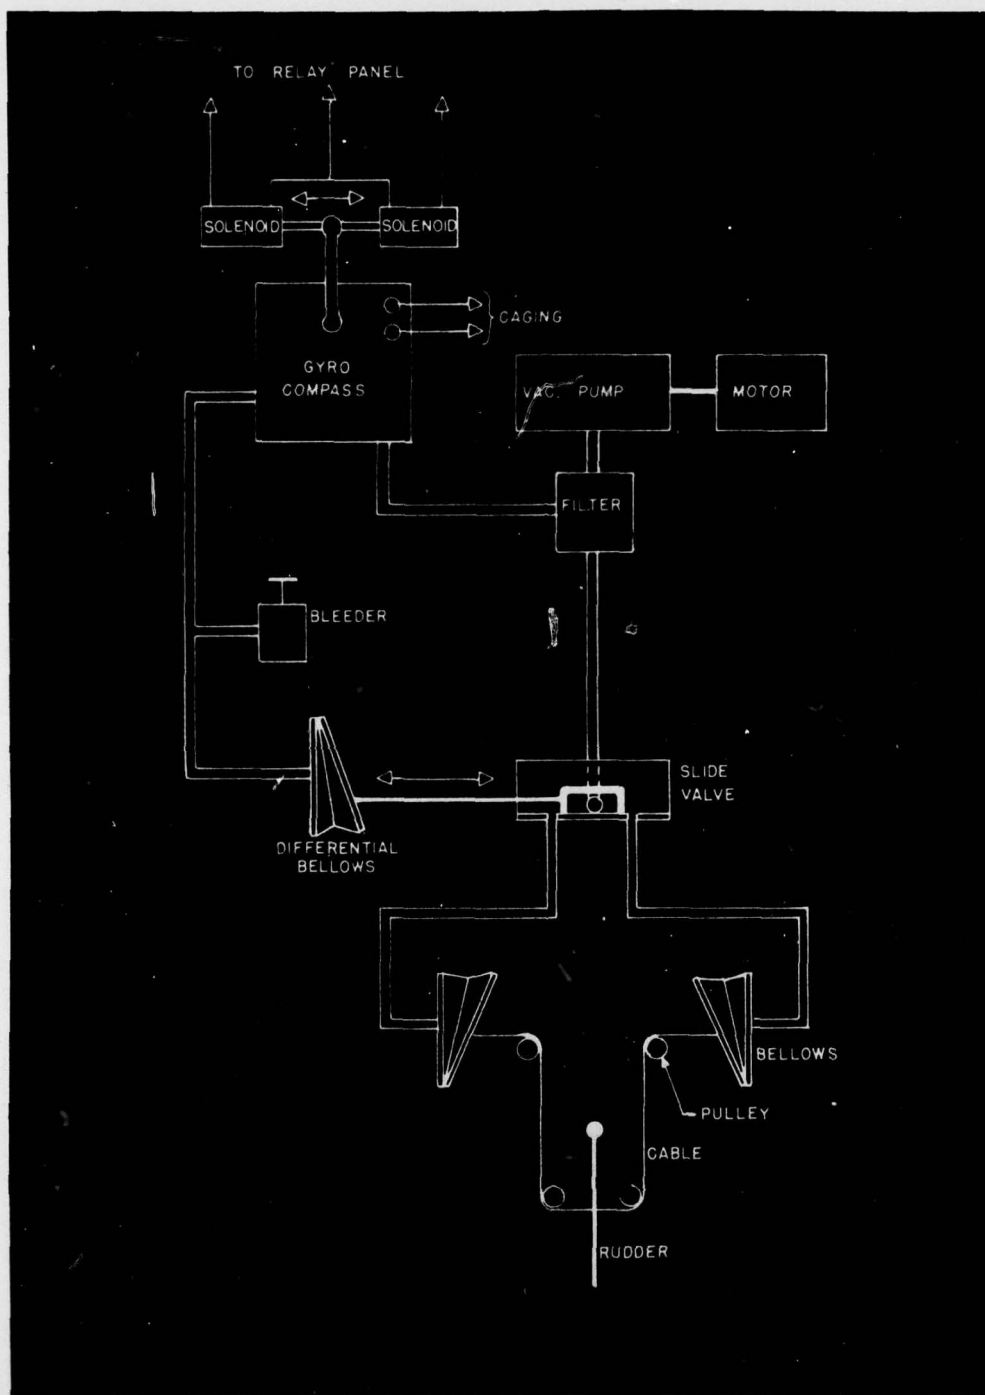 TO RELAY PANEL
SOLENOID
SOLENOID
CAGING
GYRO
COMPASS
VAC. PUMP
MOTOR
FILTER
BLEEDER
SLIDE
VALVE
DIFFERENTIAL
BELLOWS
BELLOWS
PULLEY
CABLE
RUDDER